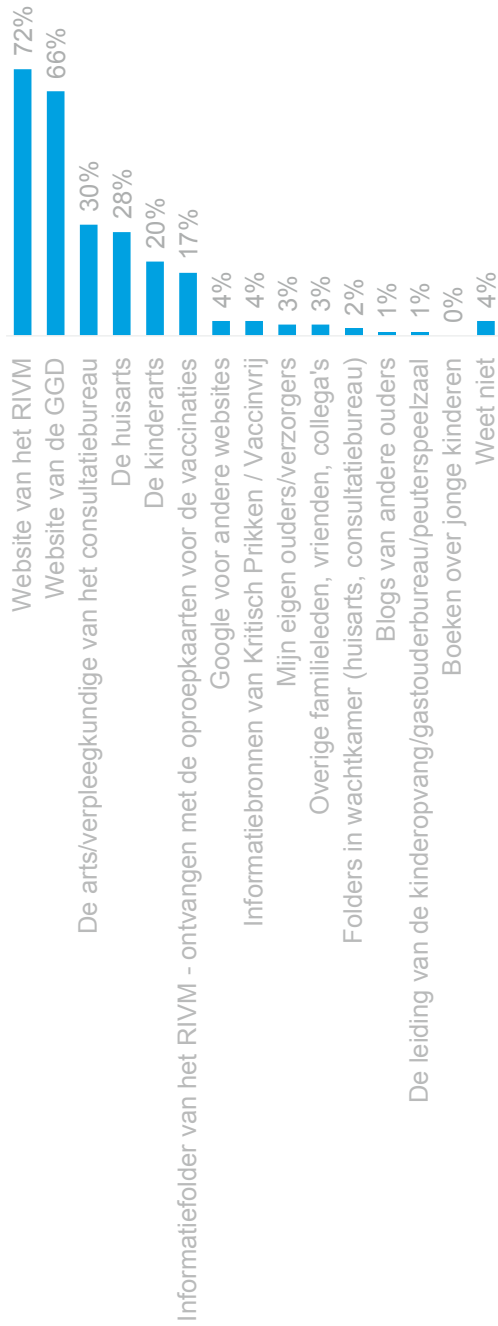 72%
66%
30%
28%
20%
17%
4%
4%
3%
3%
2%
1%
1%
0%
4%
Website van het RIVM
Website van de GGD
De arts/verpleegkundige van het consultatiebureau
De huisarts
De kinderarts
Informatiefolder van het RIVM - ontvangen met de oproepkaarten voor de vaccinaties
Google voor andere websites
Informatiebronnen van Kritisch Prikken / Vaccinvrij
Mijn eigen ouders/verzorgers
Overige familieleden, vrienden, collega's
Folders in wachtkamer (huisarts, consultatiebureau)
Blogs van andere ouders
De leiding van de kinderopvang/gastouderbureau/peuterspeelzaal
Boeken over jonge kinderen
Weet niet